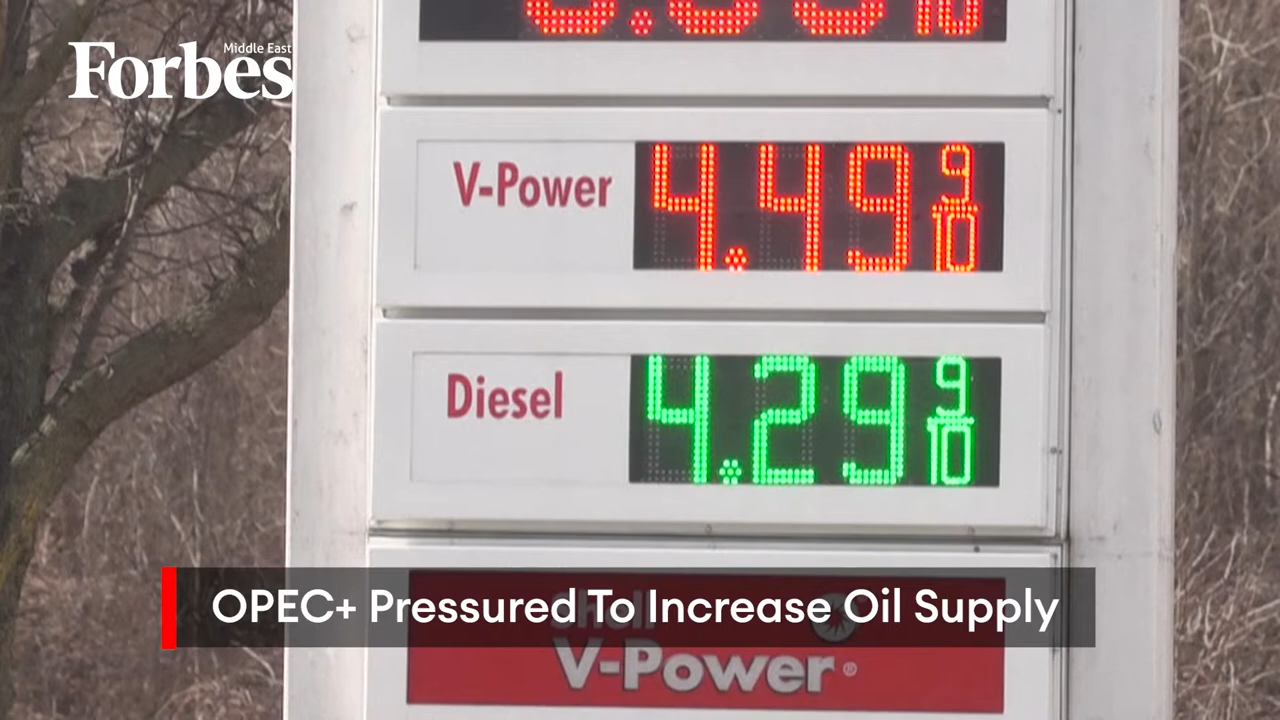 Middle East
Forbes
V-Power
4.49 9/10
Diesel
4.29 9/10
OPEC+ Pressured To Increase Oil Supply
Shell
V-Power®